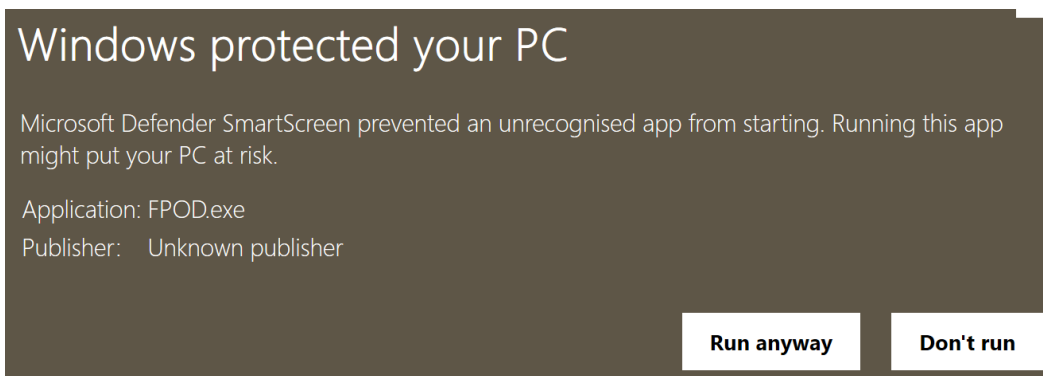 Windows protected your PC
Microsoft Defender SmartScreen prevented an unrecognised app from starting. Running this app
might put your PC at risk.
Application: FPOD.exe
Publisher: Unknown publisher
Run anyway Don't run